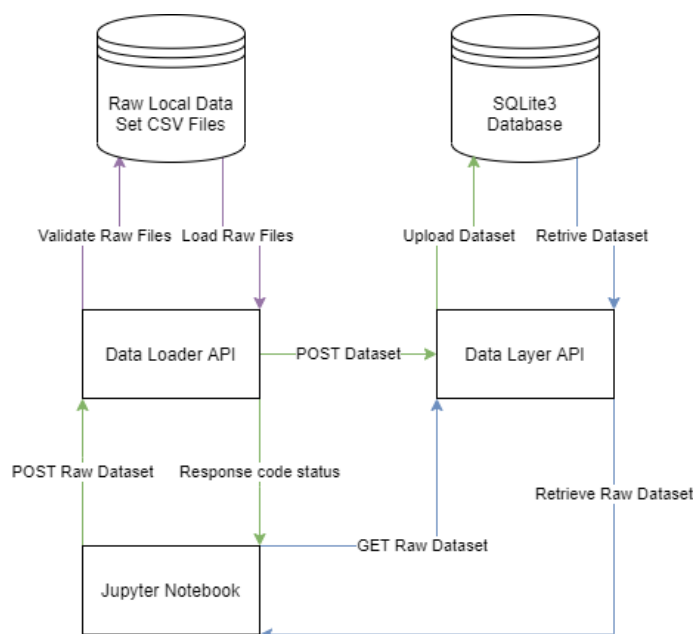 Raw Local Data
Set CSV Files
SQLite3
Database
Validate Raw Files
Load Raw Files
Upload Dataset
Retrive Dataset
Data Loader API
POST Dataset
Data Layer API
POST Raw Dataset
Response code status
Retrieve Raw Dataset
GET Raw Dataset
Jupyter Notebook